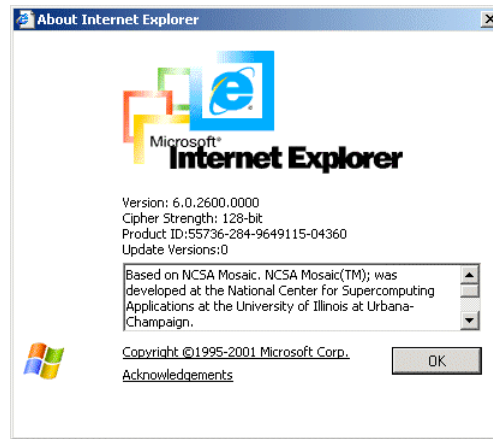 About Internet Explorer
Microsoft®
Internet Explorer
Version: 6.0.2600.0000
Cipher Strength: 128-bit
Product ID:55736-284-9649115-04360
Update Versions:0
Based on NCSA Mosaic. NCSA Mosaic(TM); was
developed at the National Center for Supercomputing
Applications at the University of Illinois at Urbana-
Champaign.
Copyright ©1995-2001 Microsoft Corp.
OK
Acknowledgements